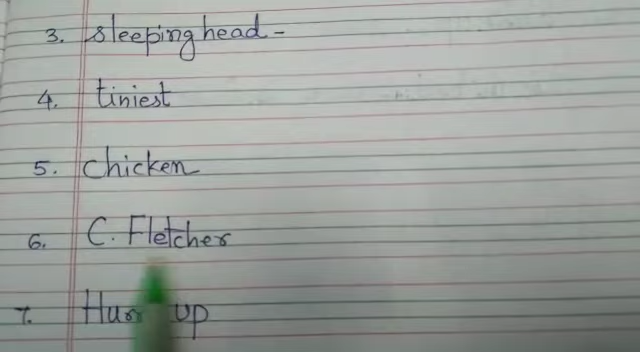 3. sleeping head -
4. tiniest
5. chicken
6. C. Fletcher
7. up